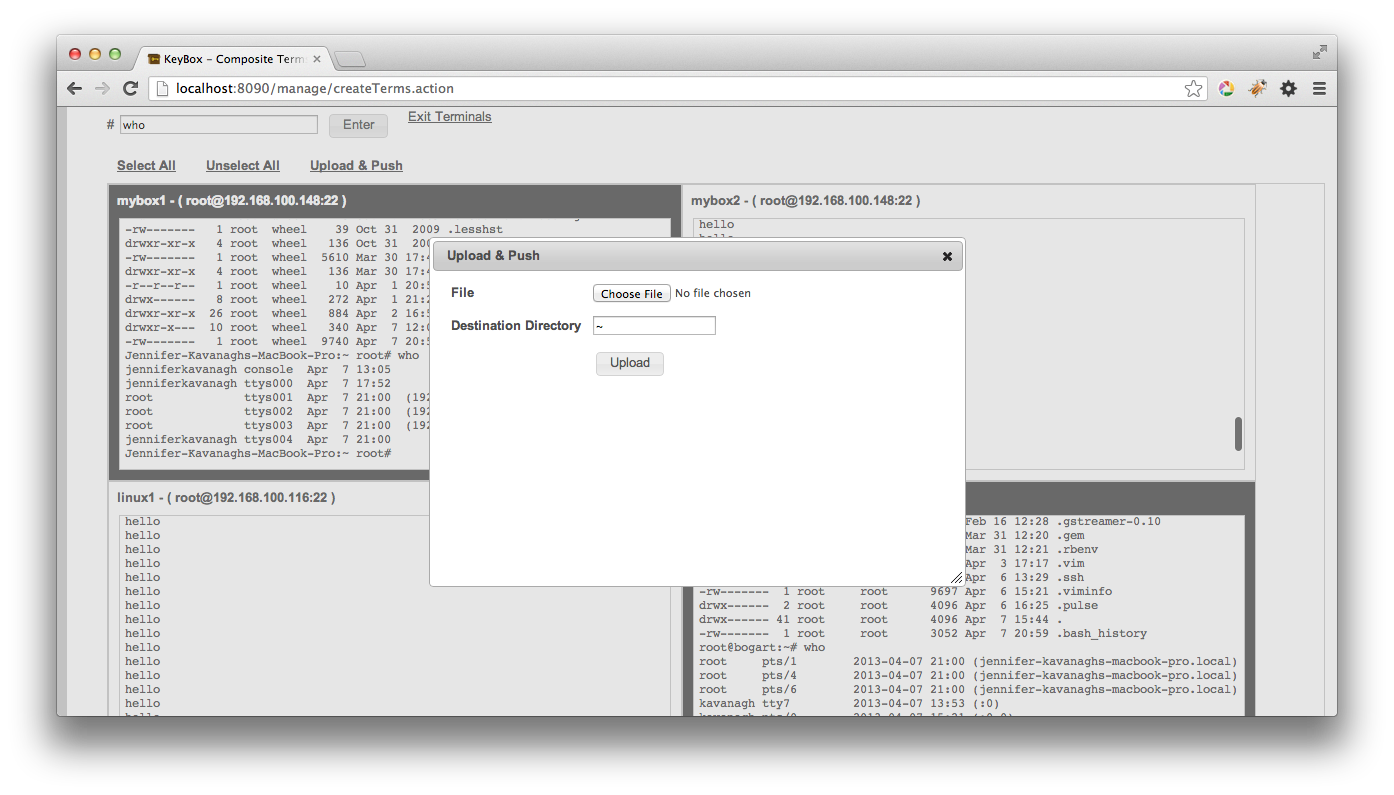 KeyBox - Composite Term
localhost:8090/manage/createTerms.action
# who Enter Exit Terminals
Select All Unselect All Upload & Push
mybox1 - ( root@192.168.100.148:22 )
-rw------- 1 root wheel 39 Oct 31 2009 .lesshst
drwxr-xr-x 4 root wheel 136 Oct 31 200
-rw------- 1 root wheel 5610 Mar 30 17:4
drwxr-xr-x 4 root wheel 136 Mar 30 17:4
-r--r--r-- 1 root wheel 10 Apr 1 20:5
drwx------ 8 root wheel 272 Apr 1 21:2
drwxr-xr-x 26 root wheel 884 Apr 2 16:5
drwxr-x--- 10 root wheel 340 Apr 7 12:0
-rw------- 1 root wheel 9740 Apr 7 20:5
Jennifer-Kavanaghs-MacBook-Pro:~ root# who
jenniferkavanagh console Apr 7 13:05
jenniferkavanagh ttys000 Apr 7 17:52
root ttys001 Apr 7 21:00 (192
root ttys002 Apr 7 21:00 (192
root ttys003 Apr 7 21:00 (192
jenniferkavanagh ttys004 Apr 7 21:00
Jennifer-Kavanaghs-MacBook-Pro:~ root#
mybox2 - ( root@192.168.100.148:22 )
hello
Upload & Push
File Choose File No file chosen
Destination Directory ~
Upload
linux1 - ( root@192.168.100.116:22 )
hello
hello
hello
hello
hello
hello
hello
hello
hello
hello
hello
hello
hello
hello
Feb 16 12:28 .gstreamer-0.10
Mar 31 12:20 .gem
Mar 31 12:21 .rbenv
Apr 3 17:17 .vim
Apr 6 13:29 .ssh
-rw------- 1 root root 9697 Apr 6 15:21 .viminfo
drwx------ 2 root root 4096 Apr 6 16:25 .pulse
drwx------ 41 root root 4096 Apr 7 15:44 .
-rw------- 1 root root 3052 Apr 7 20:59 .bash_history
root@bogart:~# who
root pts/1 2013-04-07 21:00 (jennifer-kavanaghs-macbook-pro.local)
root pts/4 2013-04-07 21:00 (jennifer-kavanaghs-macbook-pro.local)
root pts/6 2013-04-07 21:00 (jennifer-kavanaghs-macbook-pro.local)
kavanagh tty7 2013-04-07 13:53 (:0)